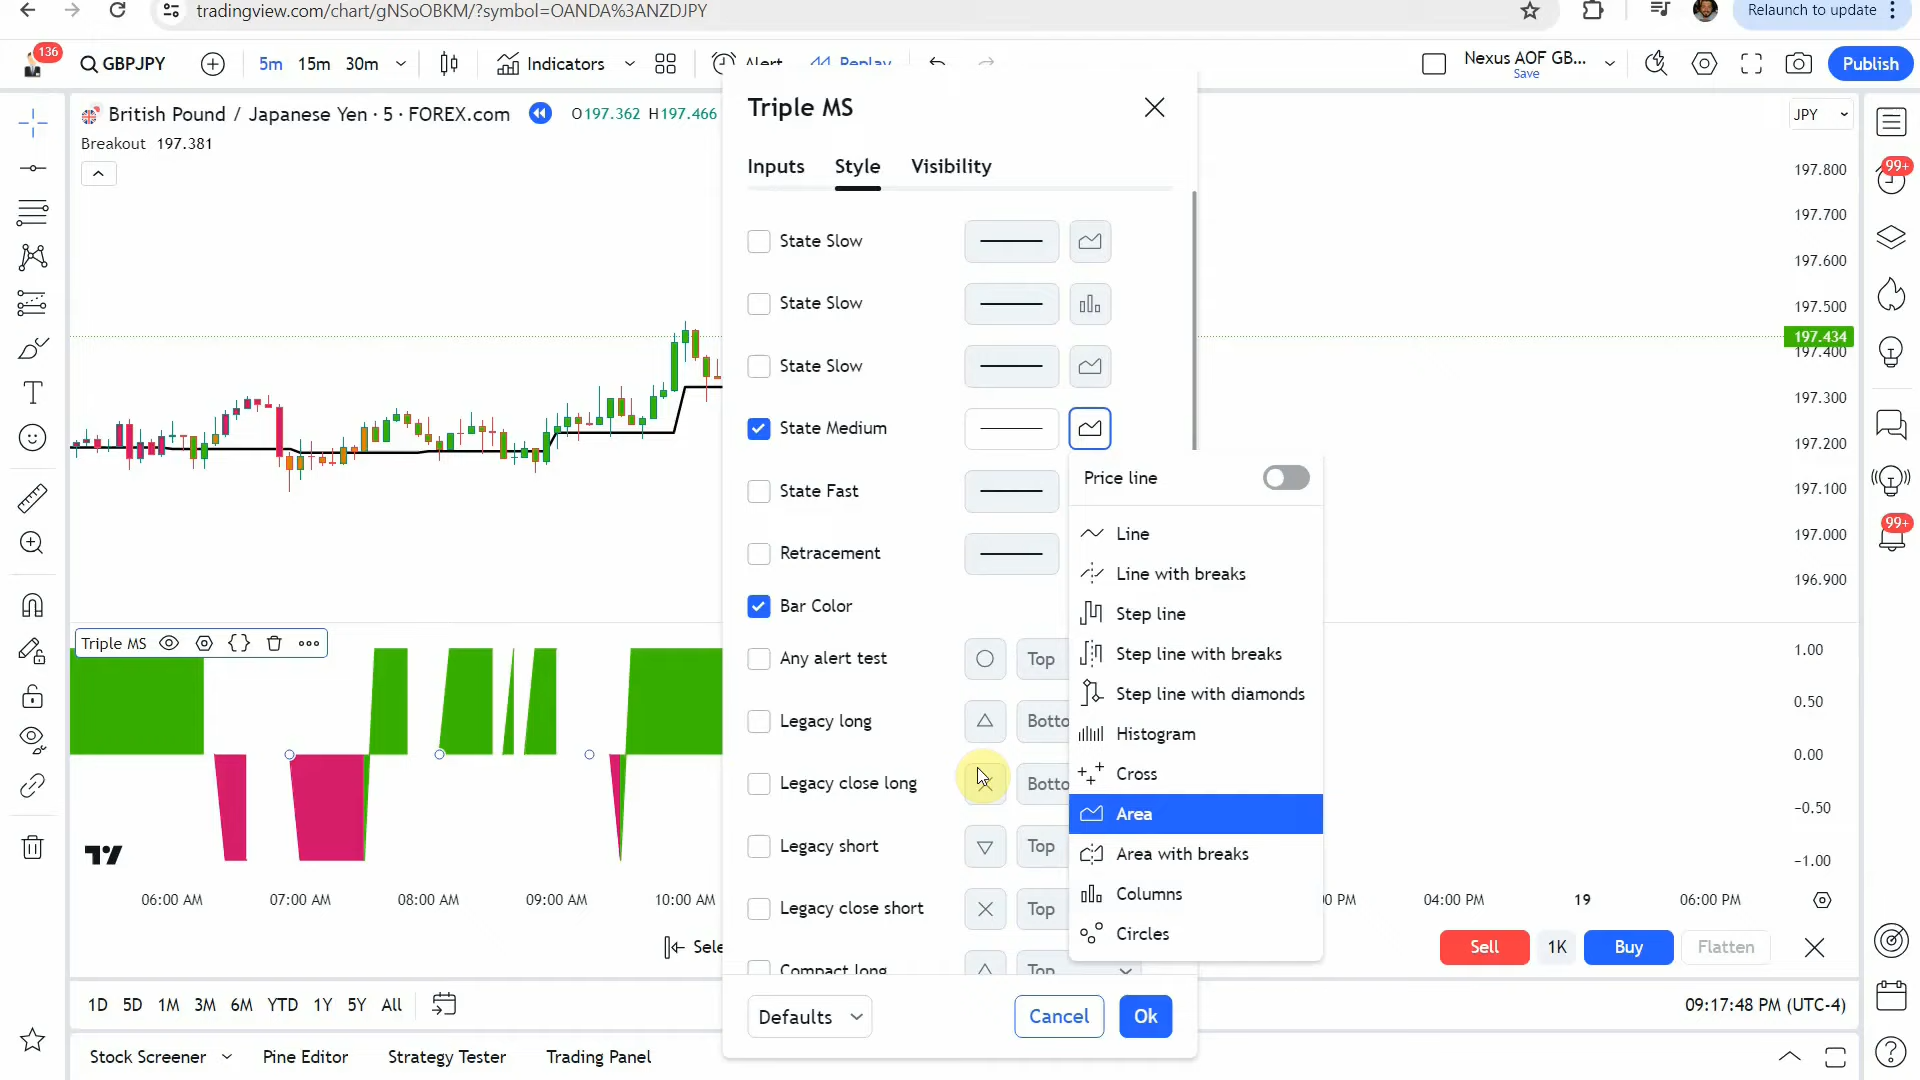 tradingview.com/chart/gNSoOBKM/?symbol=OANDA%3ANZDJPY
Relaunch to update
136
GBPJPY
5m 15m 30m
Indicators
Alert
Replay
Nexus AOF GB...
Save
Publish
British Pound / Japanese Yen · 5 · FOREX.com
O197.362 H197.466
Breakout 197.381
JPY
99+
99+
197.800
197.700
197.600
197.500
197.434
197.400
197.300
197.200
197.100
197.000
196.900
Triple MS
Inputs Style Visibility
State Slow
State Slow
State Slow
State Medium
State Fast
Retracement
Bar Color
Any alert test Top
Legacy long Botto
Legacy close long Botto
Legacy short Top
Legacy close short Top
Compact long Top
Defaults
Cancel
Ok
Price line
Line
Line with breaks
Step line
Step line with breaks
Step line with diamonds
Histogram
Cross
Area
Area with breaks
Columns
Circles
Triple MS
1.00
0.50
0.00
−0.50
−1.00
06:00 AM 07:00 AM 08:00 AM 09:00 AM 10:00 AM 0 PM 04:00 PM 19 06:00 PM
Sele
Sell 1K Buy Flatten
1D 5D 1M 3M 6M YTD 1Y 5Y All
09:17:48 PM (UTC-4)
Stock Screener Pine Editor Strategy Tester Trading Panel